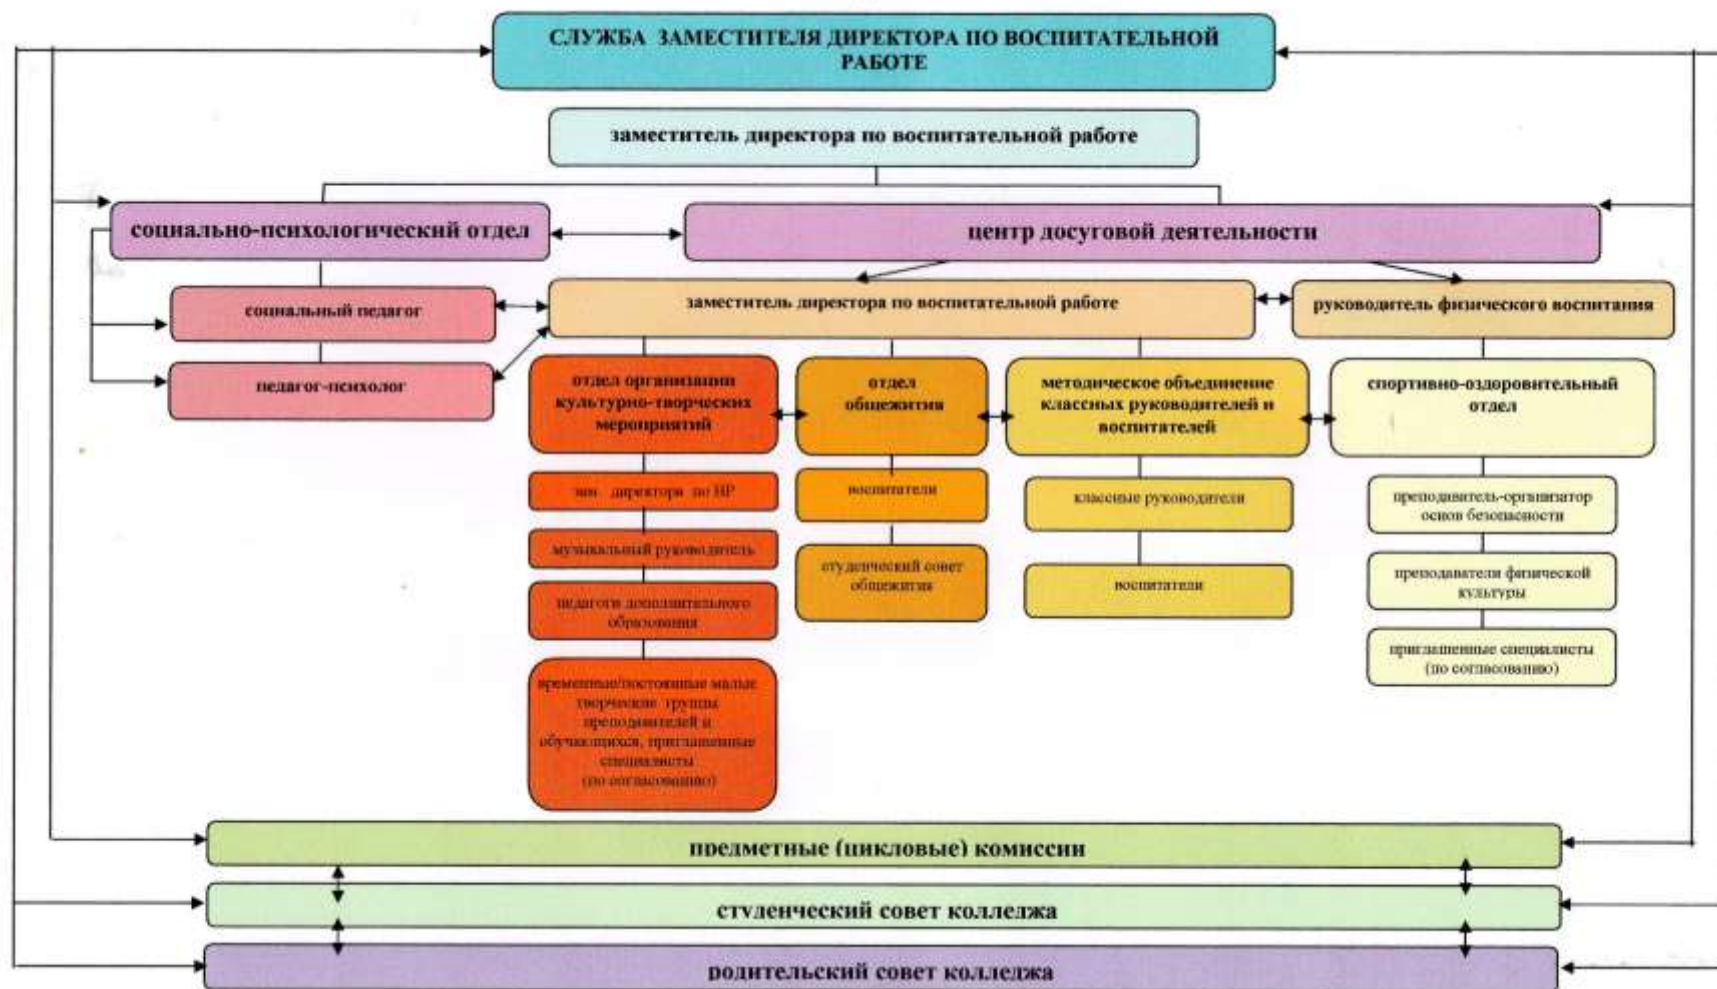 СЛУЖБА ЗАМЕСТИТЕЛЯ ДИРЕКТОРА ПО ВОСПИТАТЕЛЬНОЙ
РАБОТЕ
заместитель директора по воспитательной работе
социально-психологический отдел
центр досуговой деятельности
социальный педагог
заместитель директора по воспитательной работе
руководитель физического воспитания
педагог-психолог
отдел организации
культурно-творческих
мероприятий
отдел
общежития
методическое объединение
классных руководителей и
воспитателей
спортивно-оздоровительный
отдел
зам. директора по НР
музыкальный руководитель
педагоги дополнительного
образования
временные/постоянные малые
творческие группы
преподавителей и
обучающихся, приглашенные
специалисты
(по согласованию)
воспитатели
студенческий совет
общежития
классные руководители
воспитатели
преподаватель-организатор
основ безопасности
преподаватели физической
культуры
приглашенные специалисты
(по согласованию)
предметные (цикловые) комиссии
студенческий совет колледжа
родительский совет колледжа